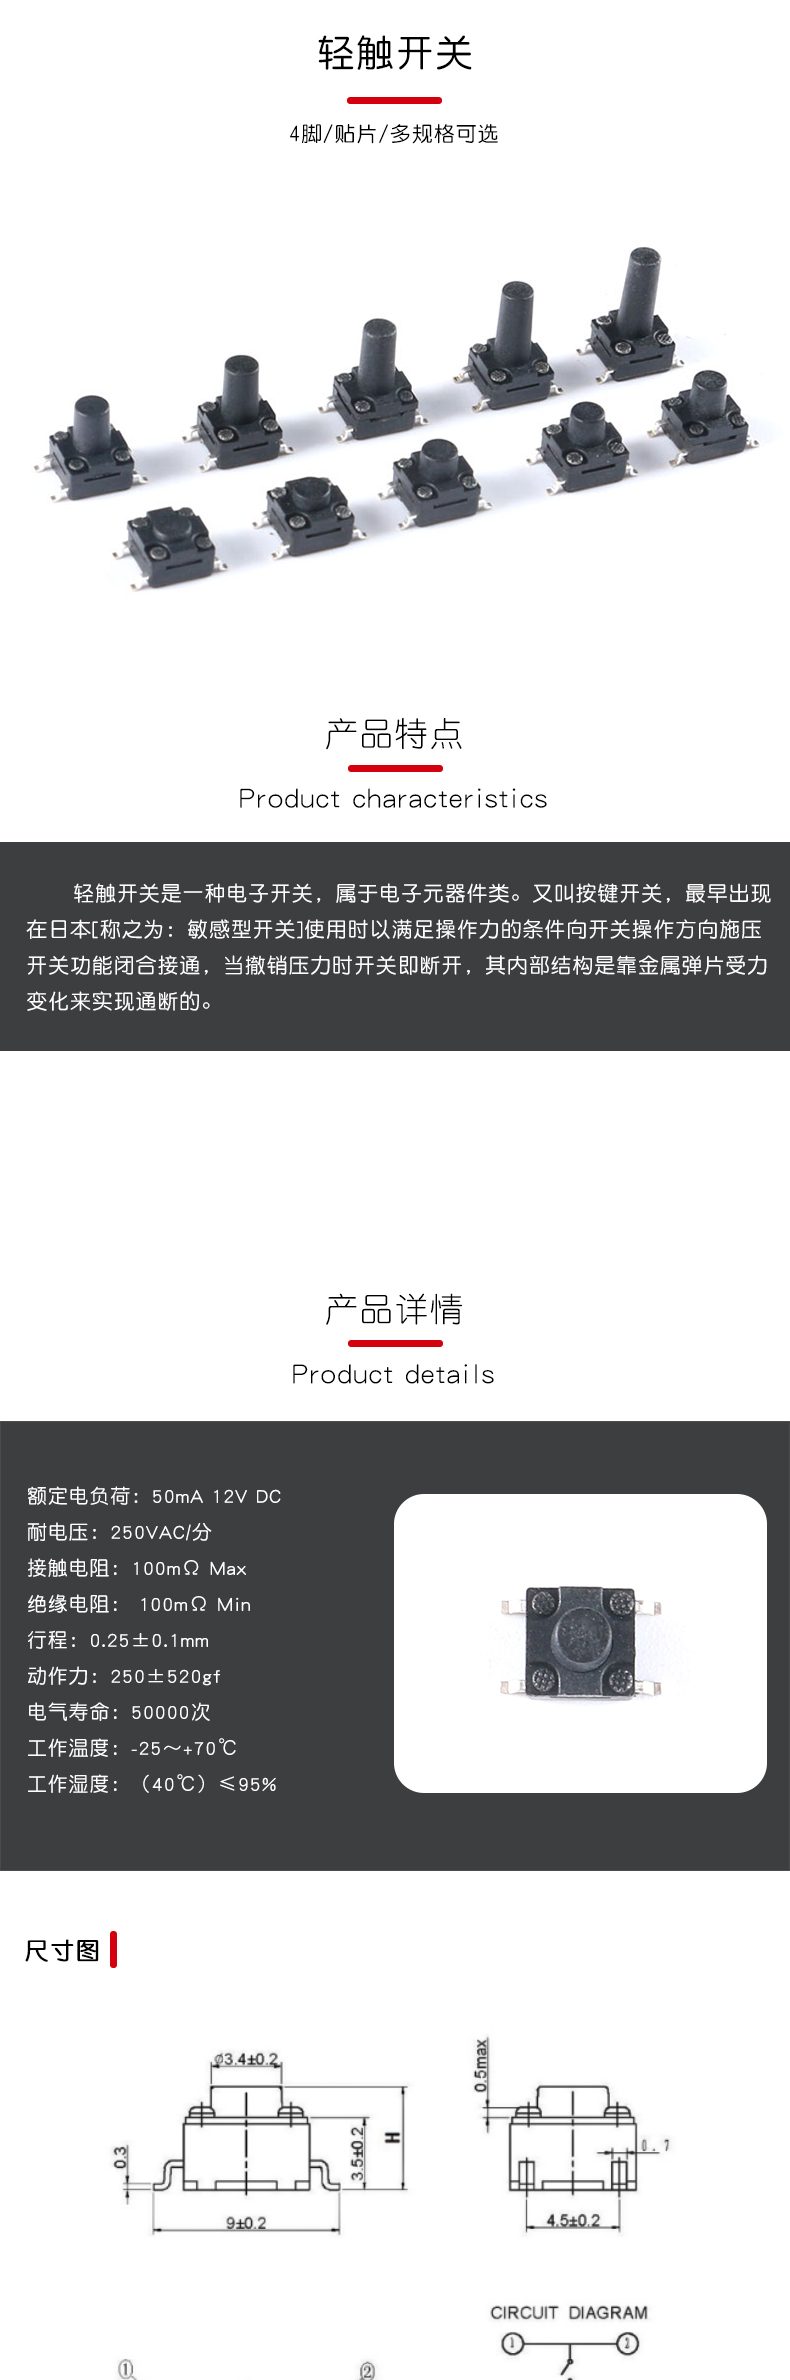 轻触开关
4脚/贴片/多规格可选
产品特点
Product characteristics
轻触开关是一种电子开关，属于电子元器件类。又叫按键开关，最早出现
在日本[称之为：敏感型开关]使用时以满足操作力的条件向开关操作方向施压
开关功能闭合接通，当撤销压力时开关即断开，其内部结构是靠金属弹片受力
变化来实现通断的。
产品详情
Product details
额定电负荷：50mA 12V DC
耐电压：250VAC/分
接触电阻：100mΩ Max
绝缘电阻： 100mΩ Min
行程：0.25±0.1mm
动作力：250±520gf
电气寿命：50000次
工作温度：-25～+70℃
工作湿度：（40℃）≤95%
尺寸图
ø3.4±0.2
0.5max
0.3
3.5±0.2
H
0.7
9±0.2
4.5±0.2
CIRCUIT DIAGRAM
① ②
① ②